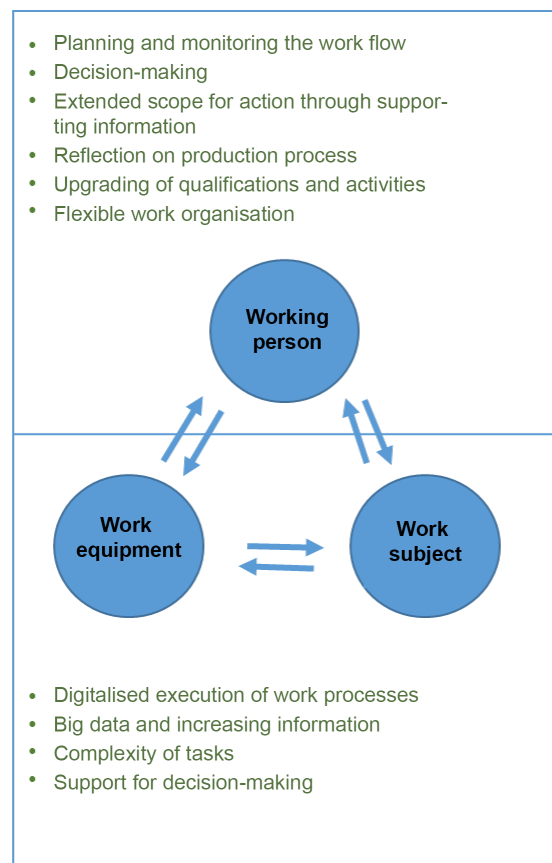 • Planning and monitoring the work flow
• Decision-making
• Extended scope for action through suppor-
ting information
• Reflection on production process
• Upgrading of qualifications and activities
• Flexible work organisation
Working
person
Work
equipment
Work
subject
• Digitalised execution of work processes
• Big data and increasing information
• Complexity of tasks
• Support for decision-making